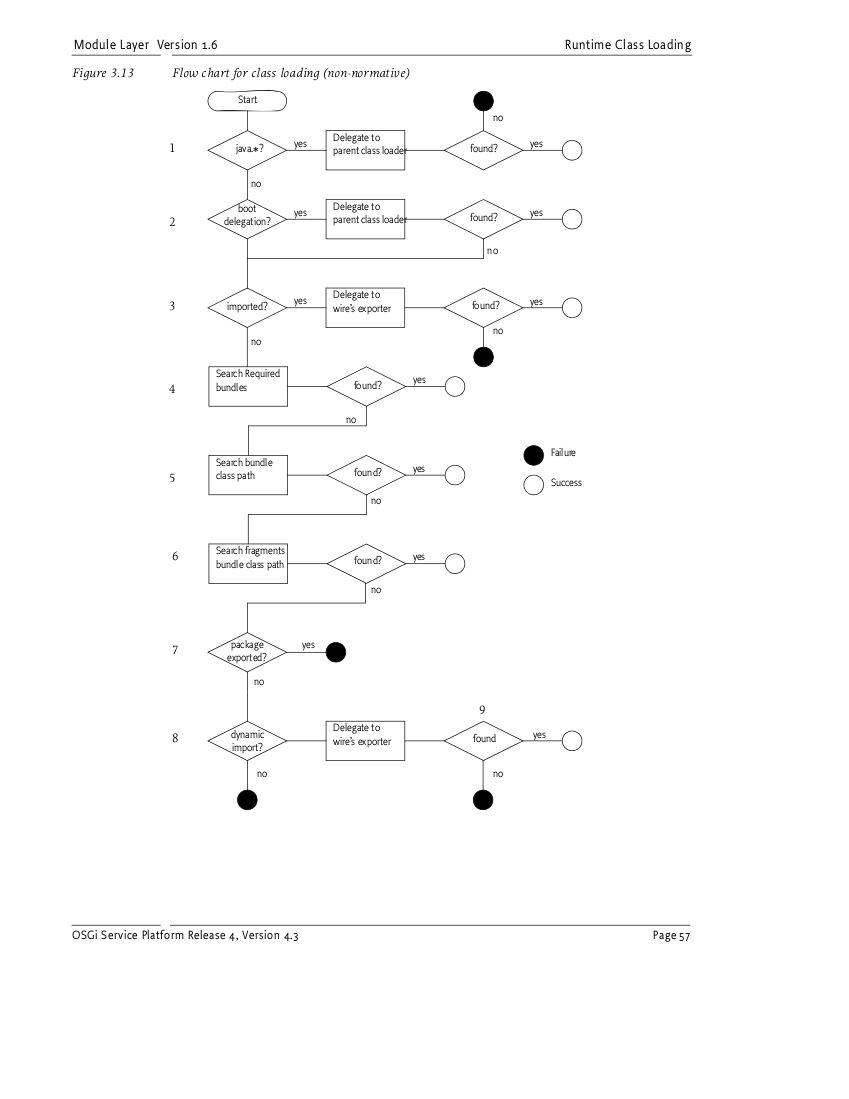 Module Layer Version 1.6
Runtime Class Loading
Figure 3.13 Flow chart for class loading (non-normative)
Start
no
1
java.*?
yes
Delegate to
parent class loader
found?
yes
no
2
boot
delegation?
yes
Delegate to
parent class loader
found?
yes
no
3
imported?
yes
Delegate to
wire's exporter
found?
yes
no
no
4
Search Required
bundles
found?
yes
no
Failure
5
Search bundle
class path
found?
yes
Success
no
6
Search fragments
bundle class path
found?
yes
no
7
package
exported?
yes
no
9
8
dynamic
import?
Delegate to
wire's exporter
found
yes
no
no
OSGi Service Platform Release 4, Version 4.3
Page 57